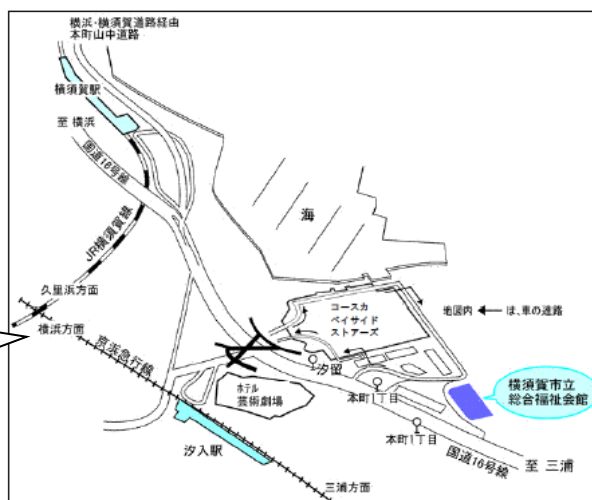 横浜・横須賀道路経由
本町山中道路
横須賀駅
至 横浜
国道16号線
JR横須賀線
海
久里浜方面
横浜方面
コースカ
ベイサイド
ストアーズ
地図内 ← は、車の進路
京浜急行線
汐留
ホテル
芸術劇場
本町1丁目
横須賀市立
総合福祉会館
汐入駅
本町1丁目
国道16号線
至 三浦
三浦方面